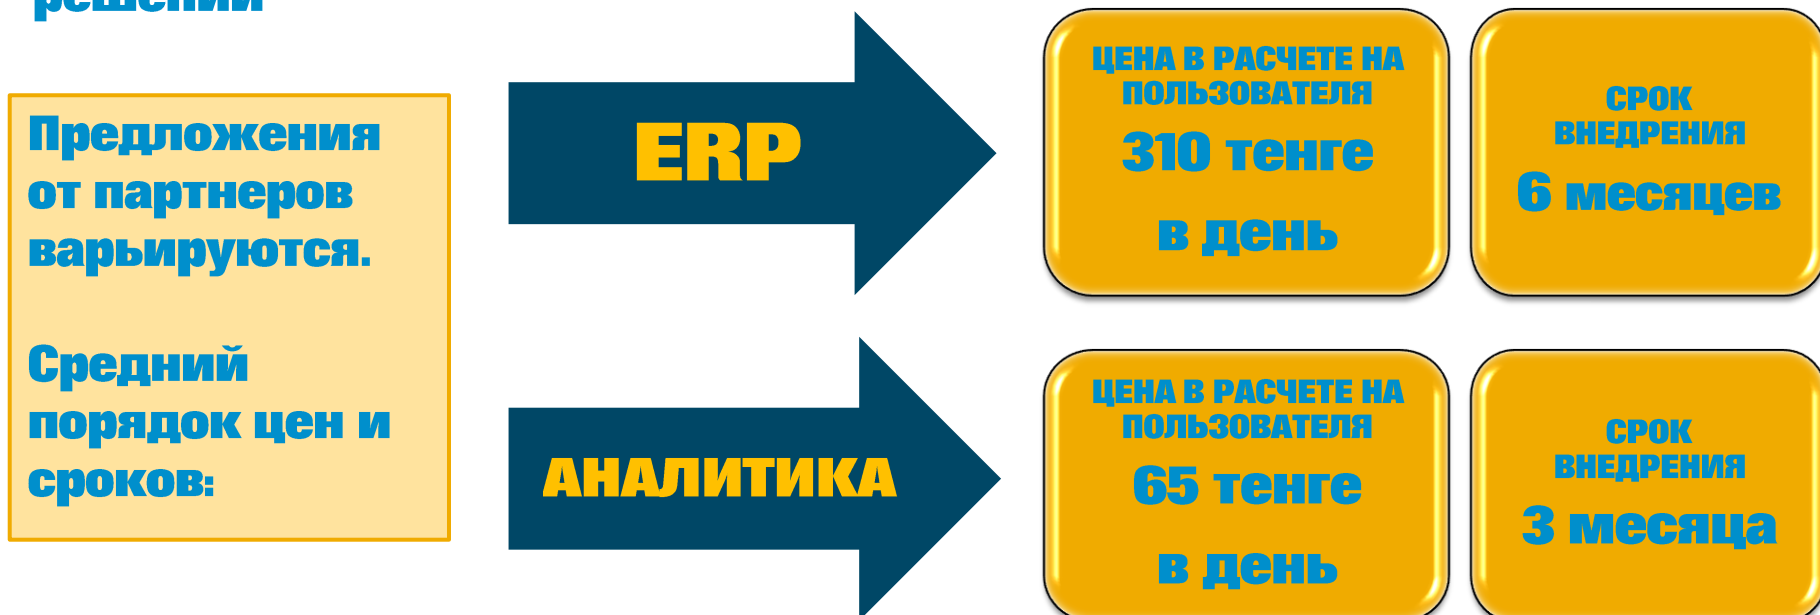 решений
Предложения
от партнеров
варьируются.
Средний
порядок цен и
сроков:
ERP
ЦЕНА В РАСЧЕТЕ НА
ПОЛЬЗОВАТЕЛЯ
310 тенге
в день
СРОК
ВНЕДРЕНИЯ
6 месяцев
АНАЛИТИКА
ЦЕНА В РАСЧЕТЕ НА
ПОЛЬЗОВАТЕЛЯ
65 тенге
в день
СРОК
ВНЕДРЕНИЯ
3 месяца